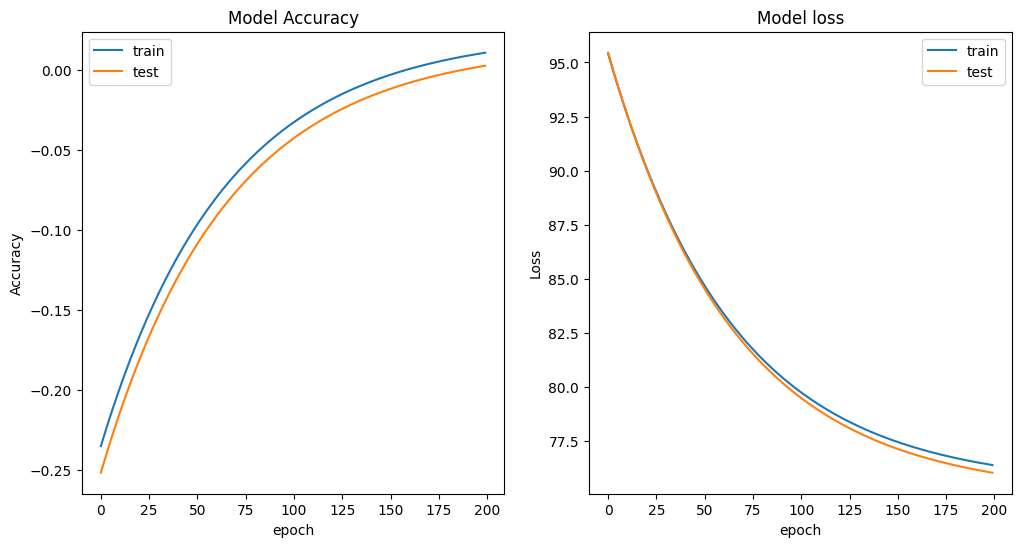 Model Accuracy
train
test
0.00
−0.05
−0.10
−0.15
−0.20
−0.25
Accuracy
0 25 50 75 100 125 150 175 200
epoch
Model loss
train
test
95.0
92.5
90.0
87.5
85.0
82.5
80.0
77.5
Loss
0 25 50 75 100 125 150 175 200
epoch